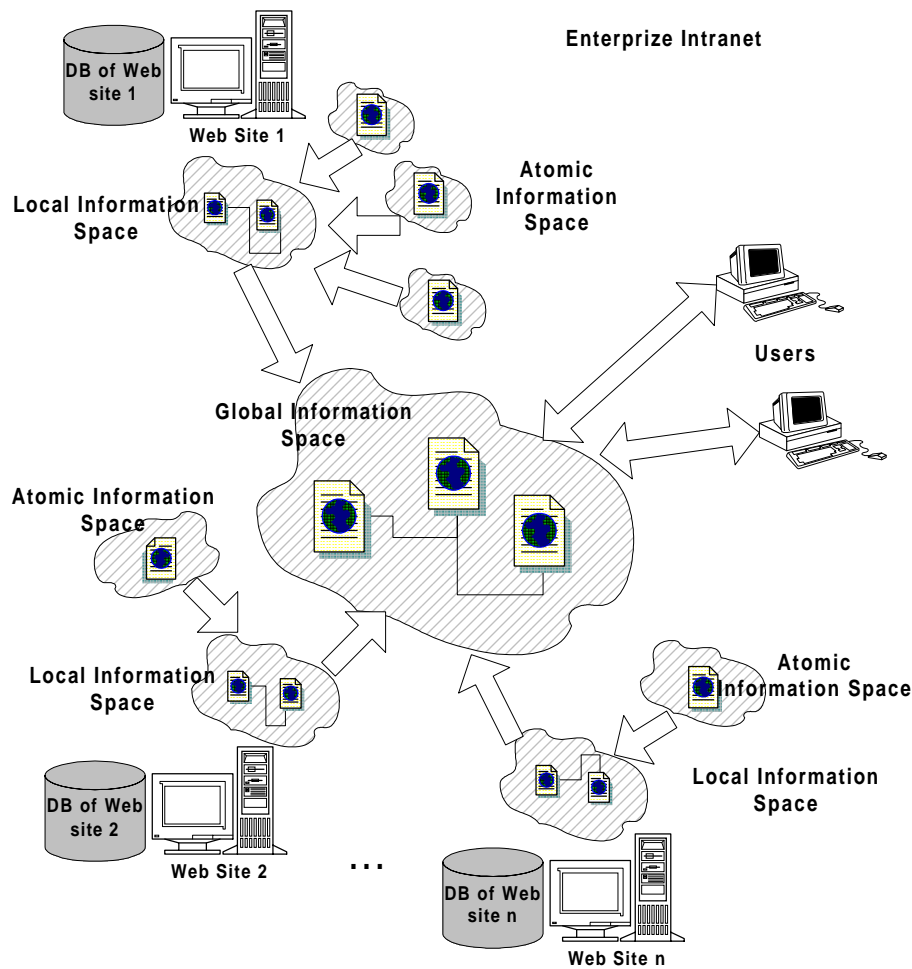 Enterprize Intranet
DB of Web
site 1
Web Site 1
Atomic
Information
Space
Local Information
Space
Users
Global Information
Space
Atomic Information
Space
Local Information
Space
Atomic
Information Space
Local Information
Space
DB of Web
site 2
Web Site 2
...
DB of Web
site n
Web Site n